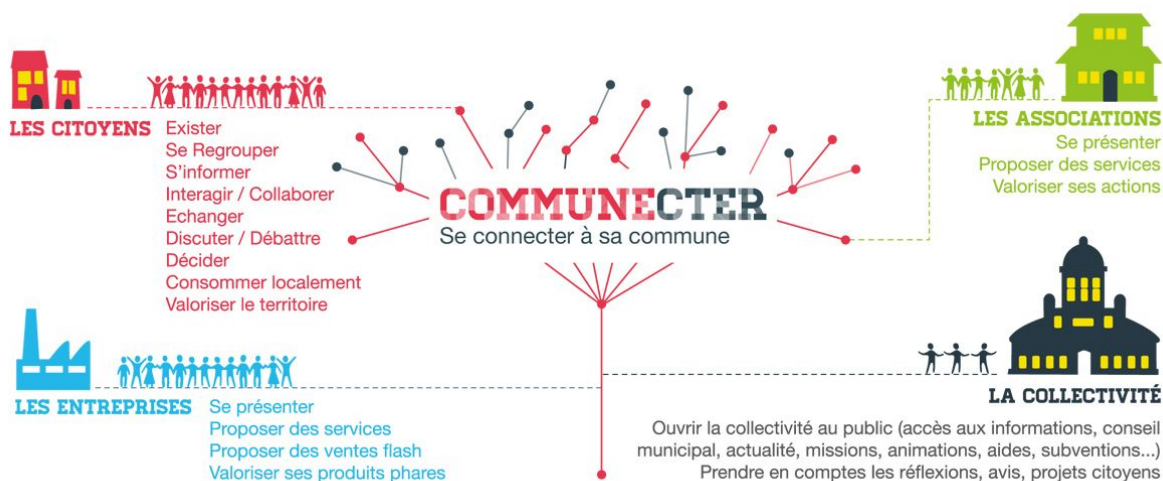 LES CITOYENS
Exister
Se Regrouper
S'informer
Interagir / Collaborer
Echanger
Discuter / Débattre
Décider
Consommer localement
Valoriser le territoire
COMMUNECTER
Se connecter à sa commune
LES ASSOCIATIONS
Se présenter
Proposer des services
Valoriser ses actions
LES ENTREPRISES
Se présenter
Proposer des services
Proposer des ventes flash
Valoriser ses produits phares
LA COLLECTIVITÉ
Ouvrir la collectivité au public (accès aux informations, conseil
municipal, actualité, missions, animations, aides, subventions...)
Prendre en comptes les réflexions, avis, projets citoyens